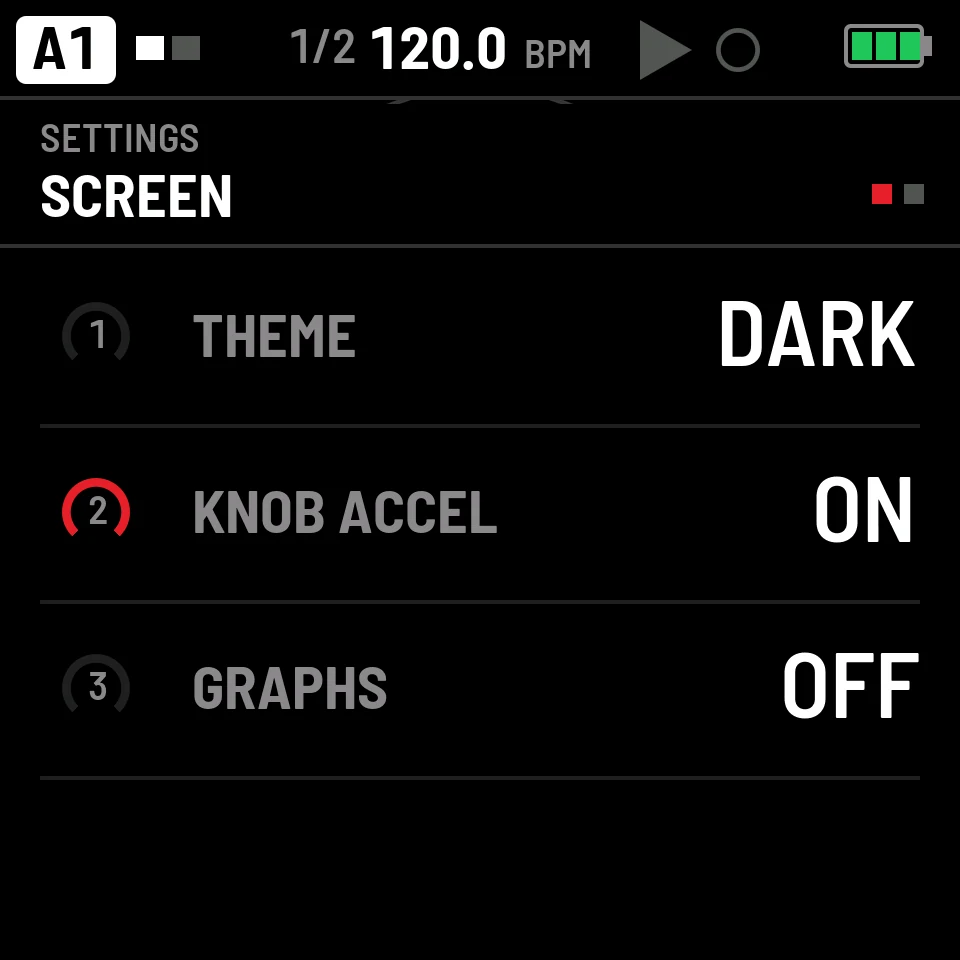 A1 1/2 120.0 BPM
SETTINGS
SCREEN
1 THEME DARK
2 KNOB ACCEL ON
3 GRAPHS OFF